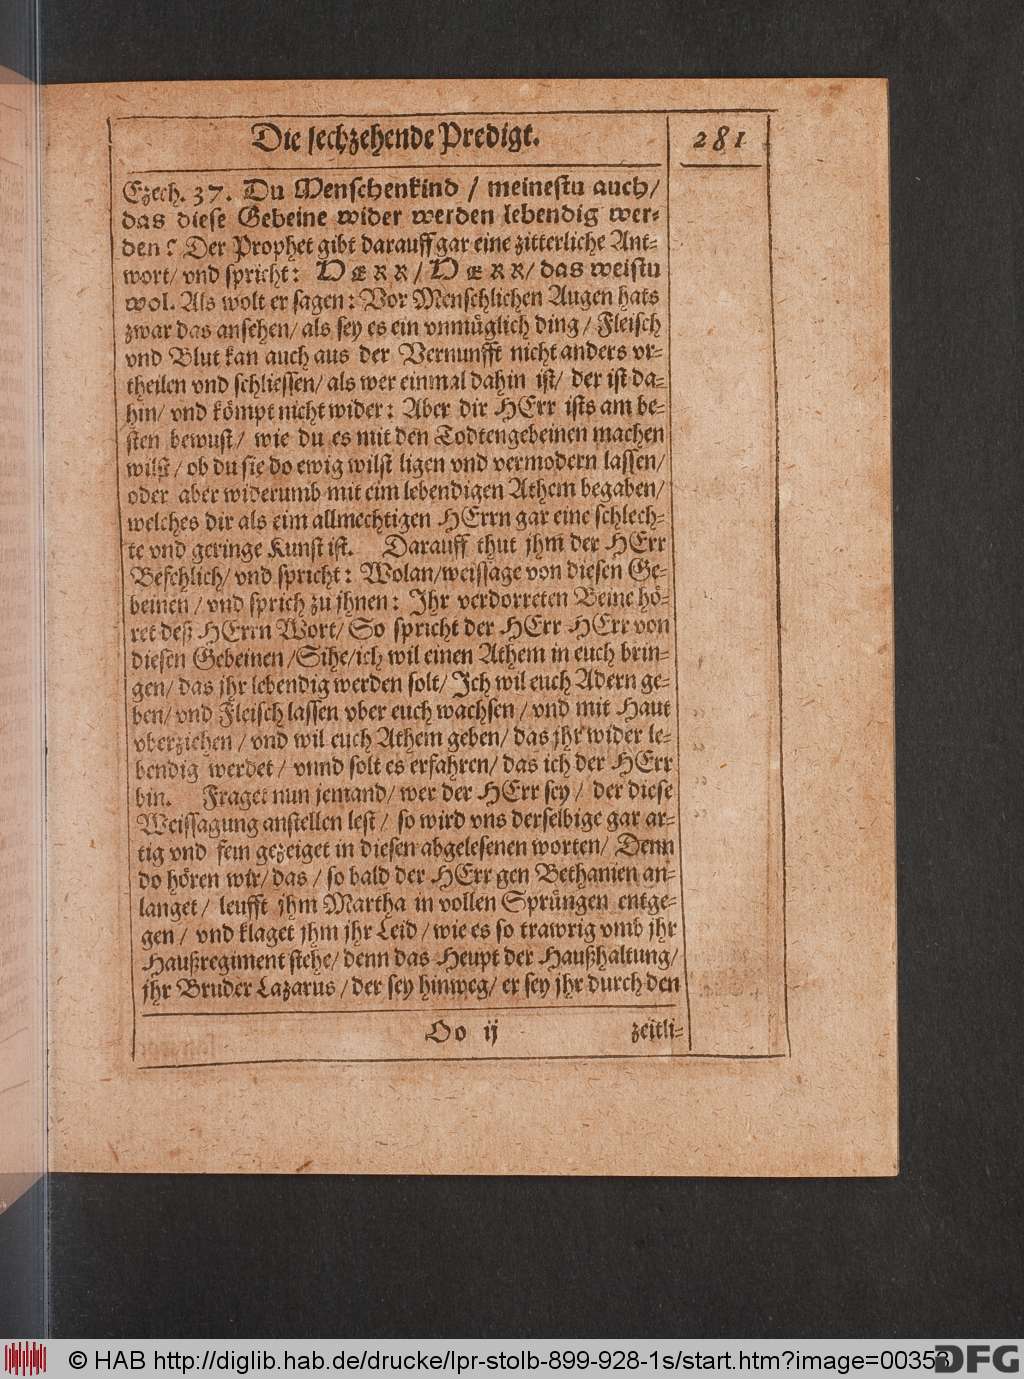 Die sechzehende Predigt. 281
Ezech. 37. Du Menschenkind / meinestu auch/
das diese Gebeine wider werden lebendig wer-
den? Der Prophet gibt darauff gar eine zitterliche Ant-
wort/ vnd spricht: HERR/ HERR/ das weistu
wol. Als wolt er sagen: Vor Menschlichen Augen hats
zwar das ansehen/ als sey es ein vnmüglich ding/ Fleisch
vnd Blut kan auch aus der Vernunfft nicht anders vr-
theilen vnd schliessen/ als wer einmal dahin ist/ der ist da-
hin/ vnd kömpt nicht wider: Aber dir HErr ists am be-
sten bewust/ wie du es mit den Todtengebeinen machen
wilst/ ob du sie do ewig wilst ligen vnd vermodern lassen/
oder aber widerumb mit eim lebendigen Athem begaben/
welches dir als eim allmechtigen HErrn gar eine schlech-
te vnd geringe Kunst ist. Darauff thut jhm der HErr
Befehlich/ vnd spricht: Wolan/ weissage von diesen Ge-
beinen / vnd sprich zu jhnen: Ihr verdorreten Beine hö-
ret deß HErrn Wort/ So spricht der HErr HErr von
diesen Gebeinen /Sihe/ich wil einen Athem in euch brin-
gen/ das jhr lebendig werden solt/ Ich wil euch Adern ge-
ben/ vnd Fleisch lassen vber euch wachsen / vnd mit Haut
vberziehen / vnd wil euch Athem geben/ das jhr wider le-
bendig werdet / vnnd solt es erfahren/ das ich der HErr
bin. Fraget nun jemand/ wer der HErr sey / der diese
Weissagung anstellen lest / so wird vns derselbige gar ar-
tig vnd fein gezeiget in diesen abgelesenen worten/ Denn
do hören wir/ das / so bald der HErr gen Bethanien an-
langet / leufft jhm Martha in vollen Sprüngen entge-
gen / vnd klaget jhm jhr Leid / wie es so trawrig vmb jhr
Haußregiment stehe/ denn das Heupt der Haußhaltung/
jhr Bruder Lazarus / der sey hinweg/ er sey jhr durch den
Oo ij zeitli-
© HAB http://diglib.hab.de/drucke/lpr-stolb-899-928-1s/start.htm?image=00353
DFG